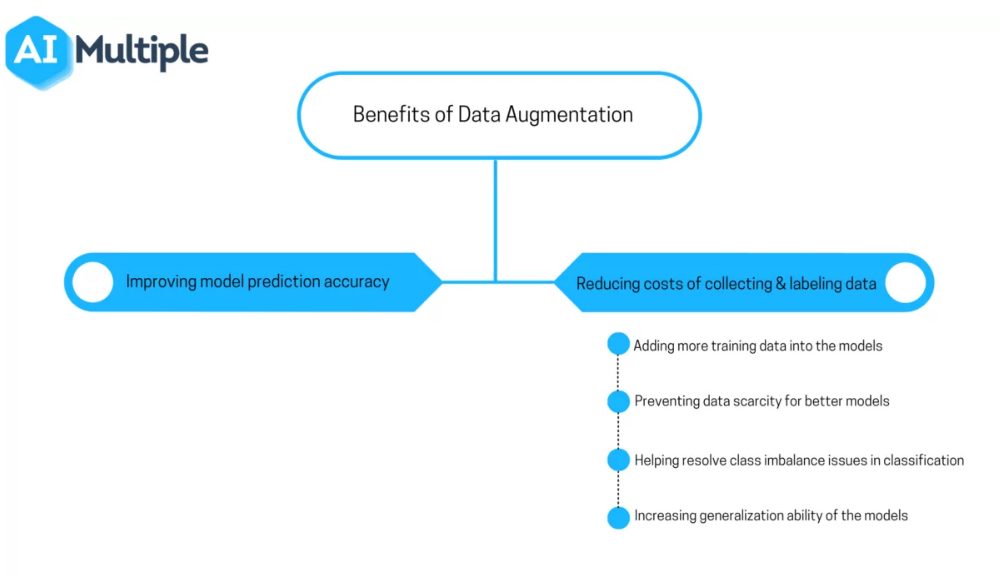 AI Multiple
Benefits of Data Augmentation
Improving model prediction accuracy
Reducing costs of collecting & labeling data
Adding more training data into the models
Preventing data scarcity for better models
Helping resolve class imbalance issues in classification
Increasing generalization ability of the models